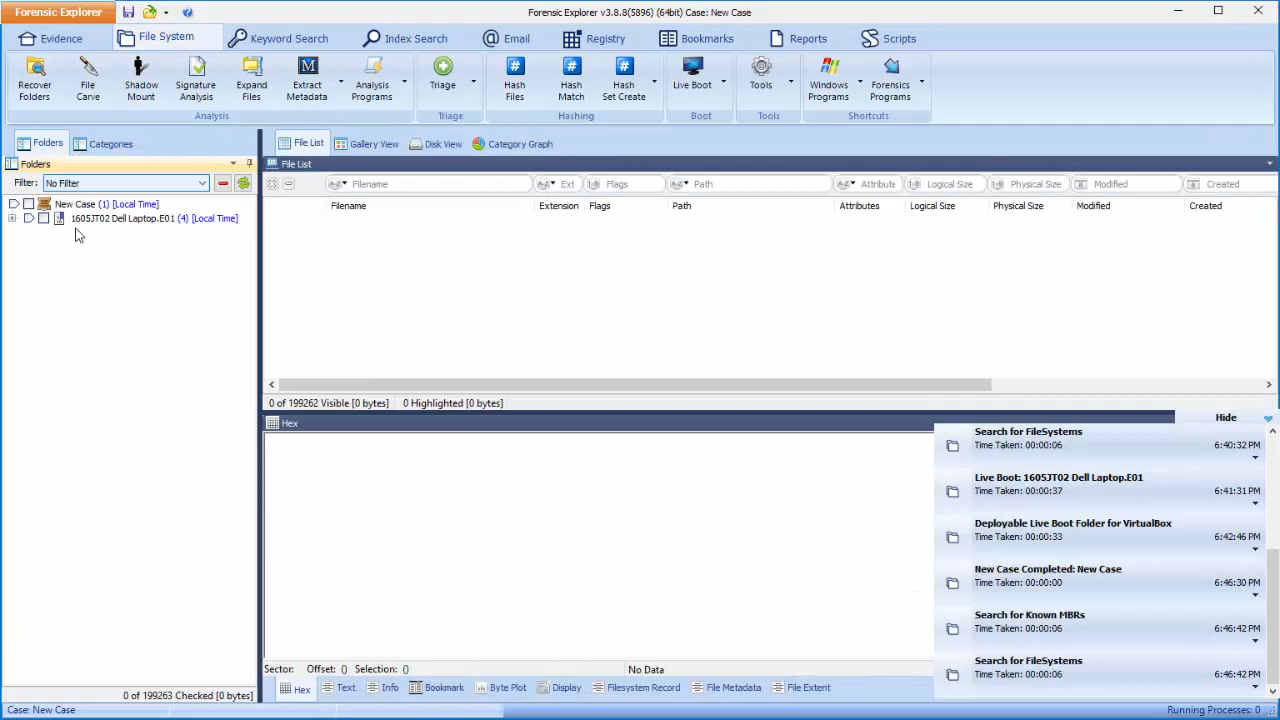 Forensic Explorer
Forensic Explorer v3.8.8(5896) (64bit) Case: New Case
Evidence
File System
Keyword Search
Index Search
Email
Registry
Bookmarks
Reports
Scripts
Recover Folders
File Carve
Shadow Mount
Signature Analysis
Expand Files
Extract Metadata
Analysis Programs
Triage
Hash Files
Hash Match
Hash Set Create
Live Boot
Tools
Windows Programs
Forensics Programs
Analysis
Triage
Hashing
Boot
Tools
Shortcuts
Folders
Categories
File List
Gallery View
Disk View
Category Graph
Folders
File List
Filter:
No Filter
Filename
Ext
Flags
Path
Attribute
Logical Size
Physical Size
Modified
Created
New Case (1) [Local Time]
1605JT02 Dell Laptop.E01 (4) [Local Time]
Filename
Extension
Flags
Path
Attributes
Logical Size
Physical Size
Modified
Created
0 of 199262 Visible [0 bytes]
0 Highlighted [0 bytes]
Hex
Hide
Search for FileSystems
Time Taken: 00:00:06
6:40:32 PM
Live Boot: 1605JT02 Dell Laptop.E01
Time Taken: 00:00:37
6:41:31 PM
Deployable Live Boot Folder for VirtualBox
Time Taken: 00:00:33
6:42:46 PM
New Case Completed: New Case
Time Taken: 00:00:00
6:46:30 PM
Search for Known MBRs
Time Taken: 00:00:06
6:46:42 PM
Search for FileSystems
Time Taken: 00:00:06
6:46:42 PM
Sector:
Offset: ()
Selection: ()
No Data
Hex
Text
Info
Bookmark
Byte Plot
Display
Filesystem Record
File Metadata
File Extent
0 of 199263 Checked [0 bytes]
Case: New Case
Running Processes: 0